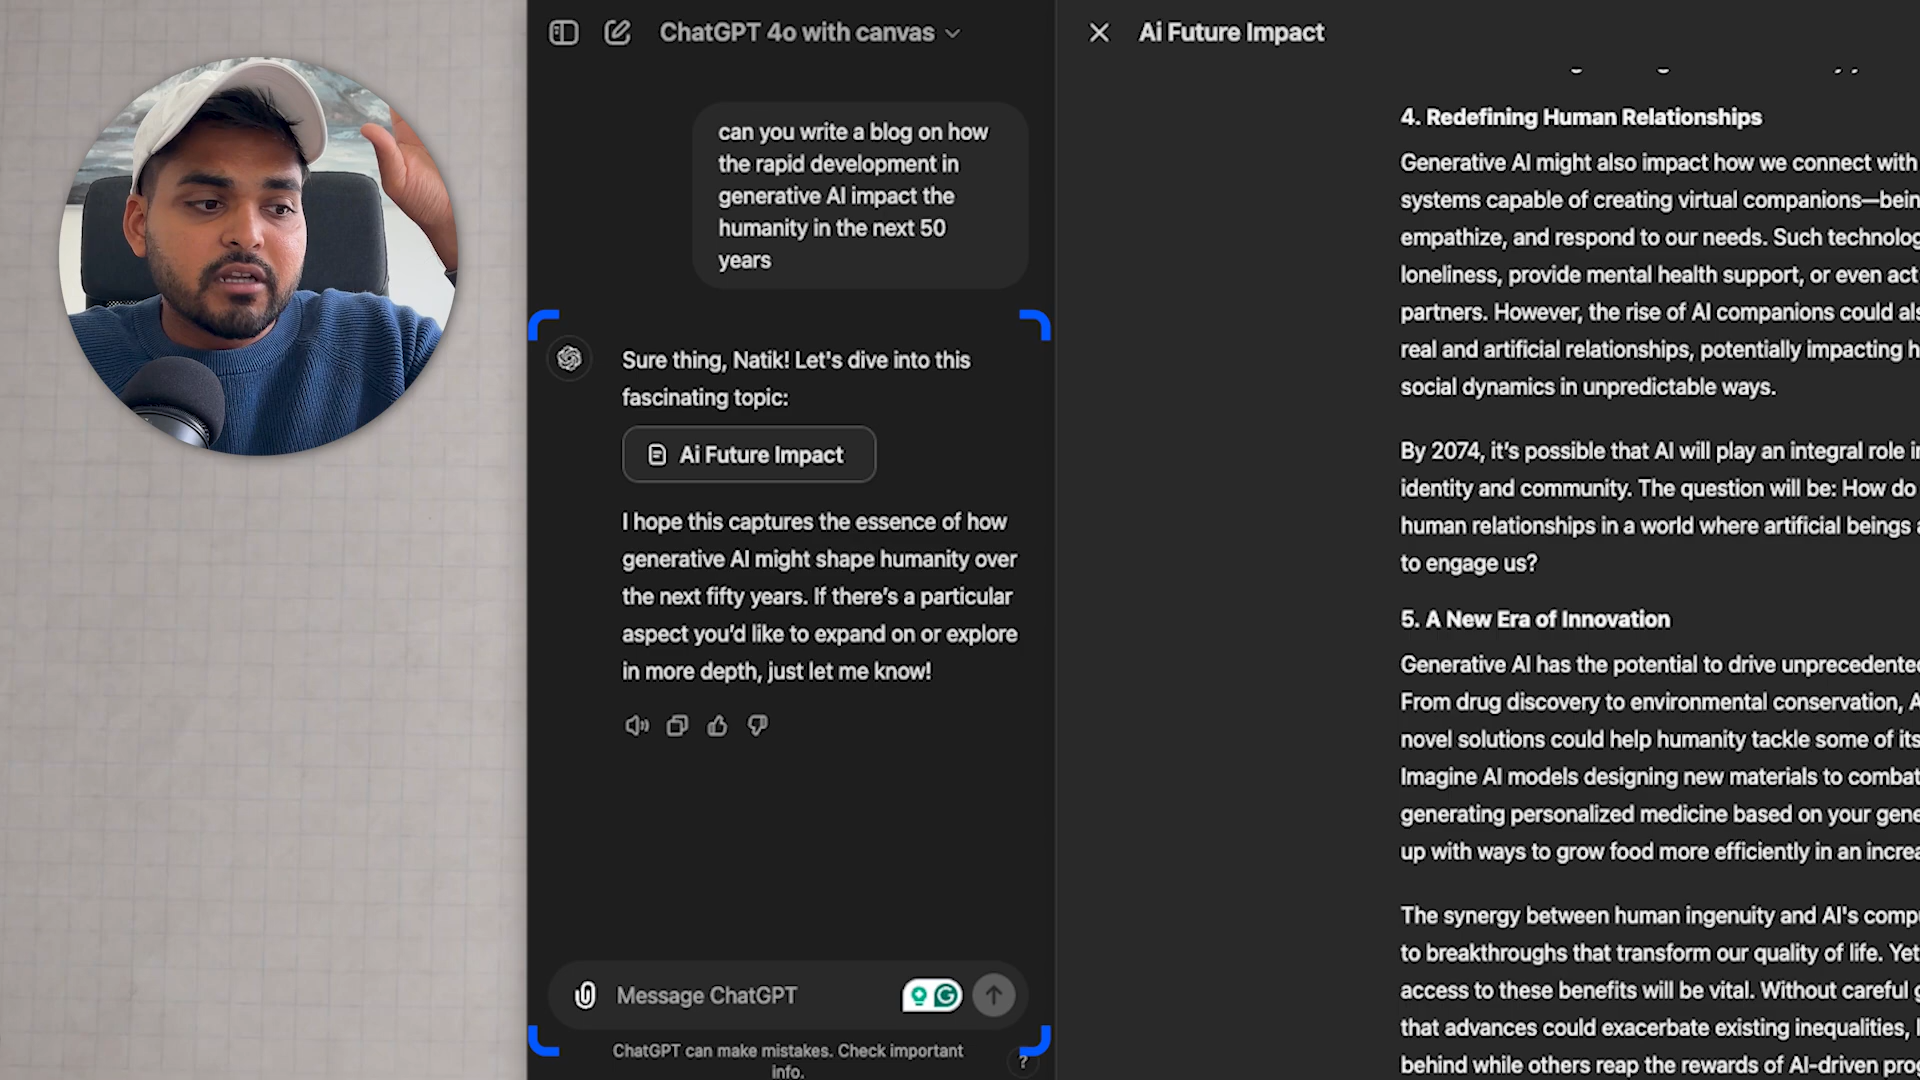 ChatGPT 4o with canvas
can you write a blog on how
the rapid development in
generative AI impact the
humanity in the next 50
years
Sure thing, Natik! Let's dive into this
fascinating topic:
Ai Future Impact
I hope this captures the essence of how
generative AI might shape humanity over
the next fifty years. If there's a particular
aspect you'd like to expand on or explore
in more depth, just let me know!
Message ChatGPT
ChatGPT can make mistakes. Check important
info.
?
Ai Future Impact
4. Redefining Human Relationships
Generative AI might also impact how we connect with
systems capable of creating virtual companions—bein
empathize, and respond to our needs. Such technolog
loneliness, provide mental health support, or even act
partners. However, the rise of AI companions could als
real and artificial relationships, potentially impacting h
social dynamics in unpredictable ways.
By 2074, it's possible that AI will play an integral role in
identity and community. The question will be: How do
human relationships in a world where artificial beings a
to engage us?
5. A New Era of Innovation
Generative AI has the potential to drive unprecedented
From drug discovery to environmental conservation, A
novel solutions could help humanity tackle some of its
Imagine AI models designing new materials to combat
generating personalized medicine based on your gene
up with ways to grow food more efficiently in an increa
The synergy between human ingenuity and AI's compu
to breakthroughs that transform our quality of life. Yet
access to these benefits will be vital. Without careful g
that advances could exacerbate existing inequalities, l
behind while others reap the rewards of AI-driven prog